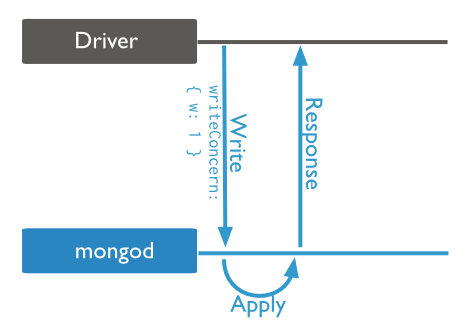 Driver
Write
writeConcern:
{ w: 1 }
Response
mongod
Apply